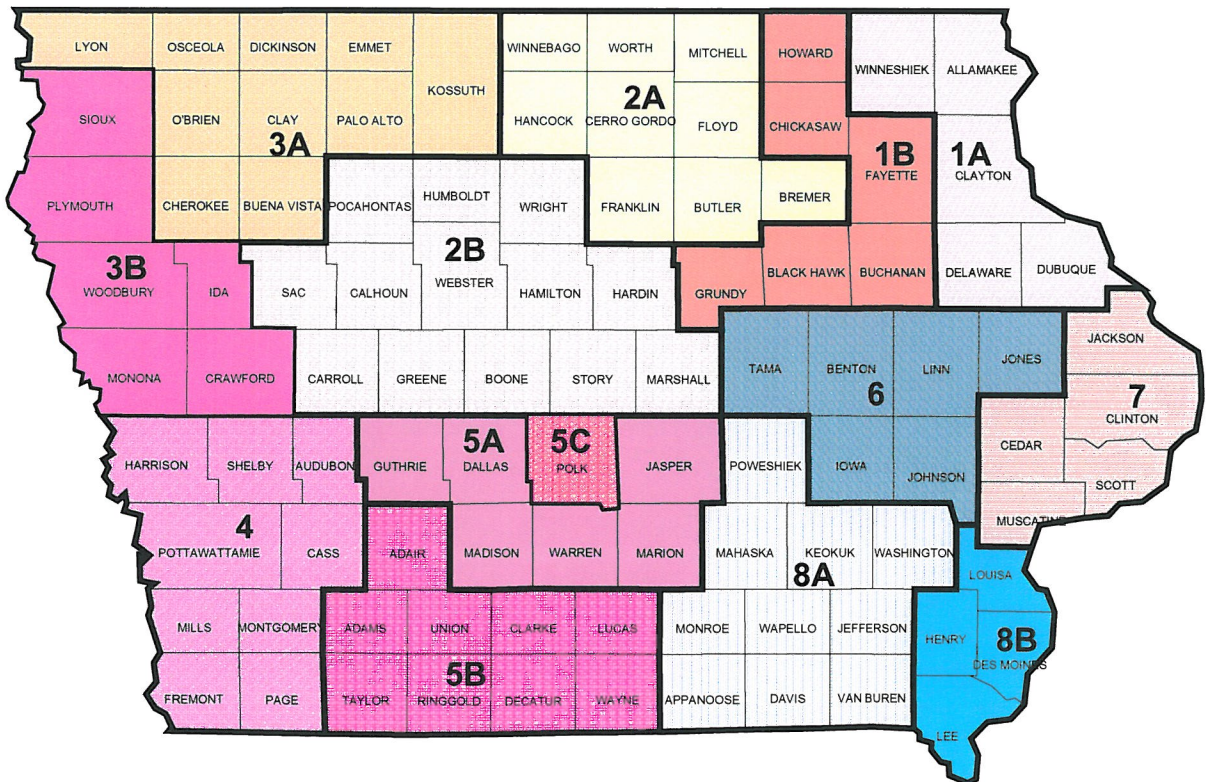 LYON
OSCEOLA
DICKINSON
EMMET
WINNEBAGO
WORTH
MITCHELL
HOWARD
WINNESHIEK
ALLAMAKEE
SIOUX
O'BRIEN
CLAY
PALO ALTO
KOSSUTH
3A
HANCOCK
2A
CERRO GORDO
FLOYD
CHICKASAW
1B
FAYETTE
1A
CLAYTON
PLYMOUTH
CHEROKEE
BUENA VISTA
POCAHONTAS
HUMBOLDT
WRIGHT
FRANKLIN
BUTLER
BREMER
3B
WOODBURY
IDA
SAC
CALHOUN
2B
WEBSTER
HAMILTON
HARDIN
GRUNDY
BLACK HAWK
BUCHANAN
DELAWARE
DUBUQUE
MONONA
CRAWFORD
CARROLL
GREENE
BOONE
STORY
MARSHALL
TAMA
BENTON
LINN
JONES
JACKSON
6
7
CLINTON
HARRISON
SHELBY
AUDUBON
GUTHRIE
5A
DALLAS
5C
POLK
JASPER
POWESHIEK
IOWA
JOHNSON
CEDAR
SCOTT
MUSCATINE
4
POTTAWATTAMIE
CASS
ADAIR
MADISON
WARREN
MARION
MAHASKA
KEOKUK
WASHINGTON
8A
LOUISA
MILLS
MONTGOMERY
ADAMS
UNION
CLARKE
LUCAS
MONROE
WAPELLO
JEFFERSON
HENRY
8B
DES MOINES
5B
FREMONT
PAGE
TAYLOR
RINGGOLD
DECATUR
WAYNE
APPANOOSE
DAVIS
VAN BUREN
LEE